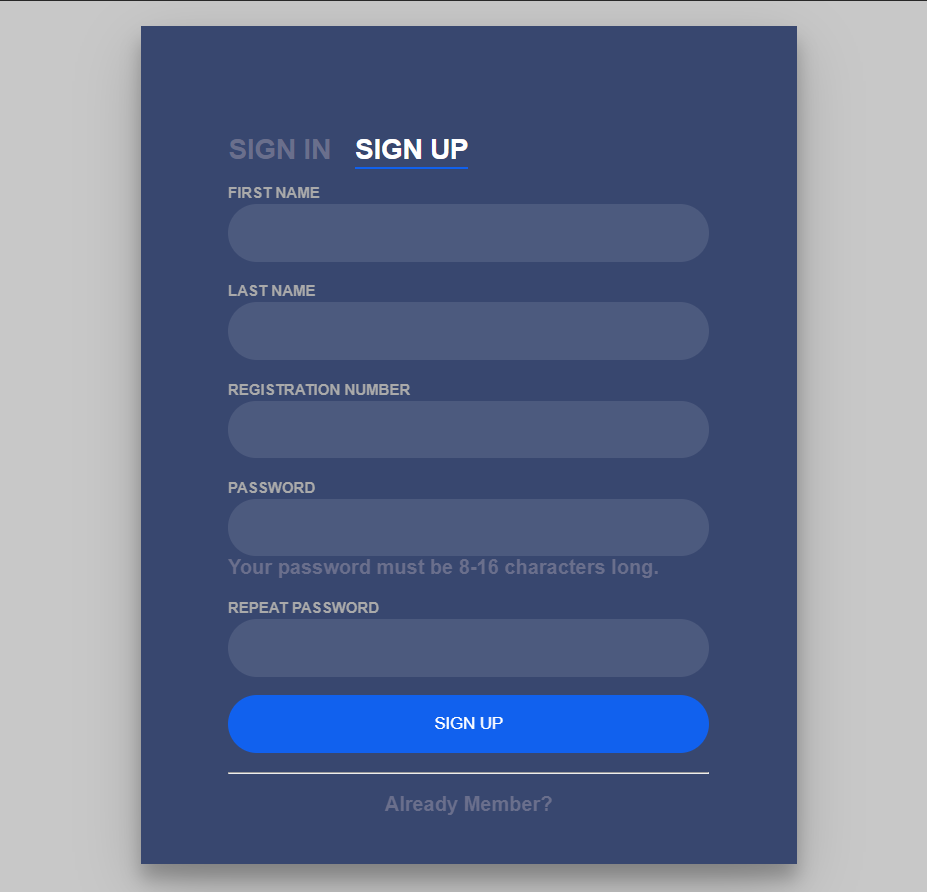 SIGN IN SIGN UP
FIRST NAME
LAST NAME
REGISTRATION NUMBER
PASSWORD
Your password must be 8-16 characters long.
REPEAT PASSWORD
SIGN UP
Already Member?